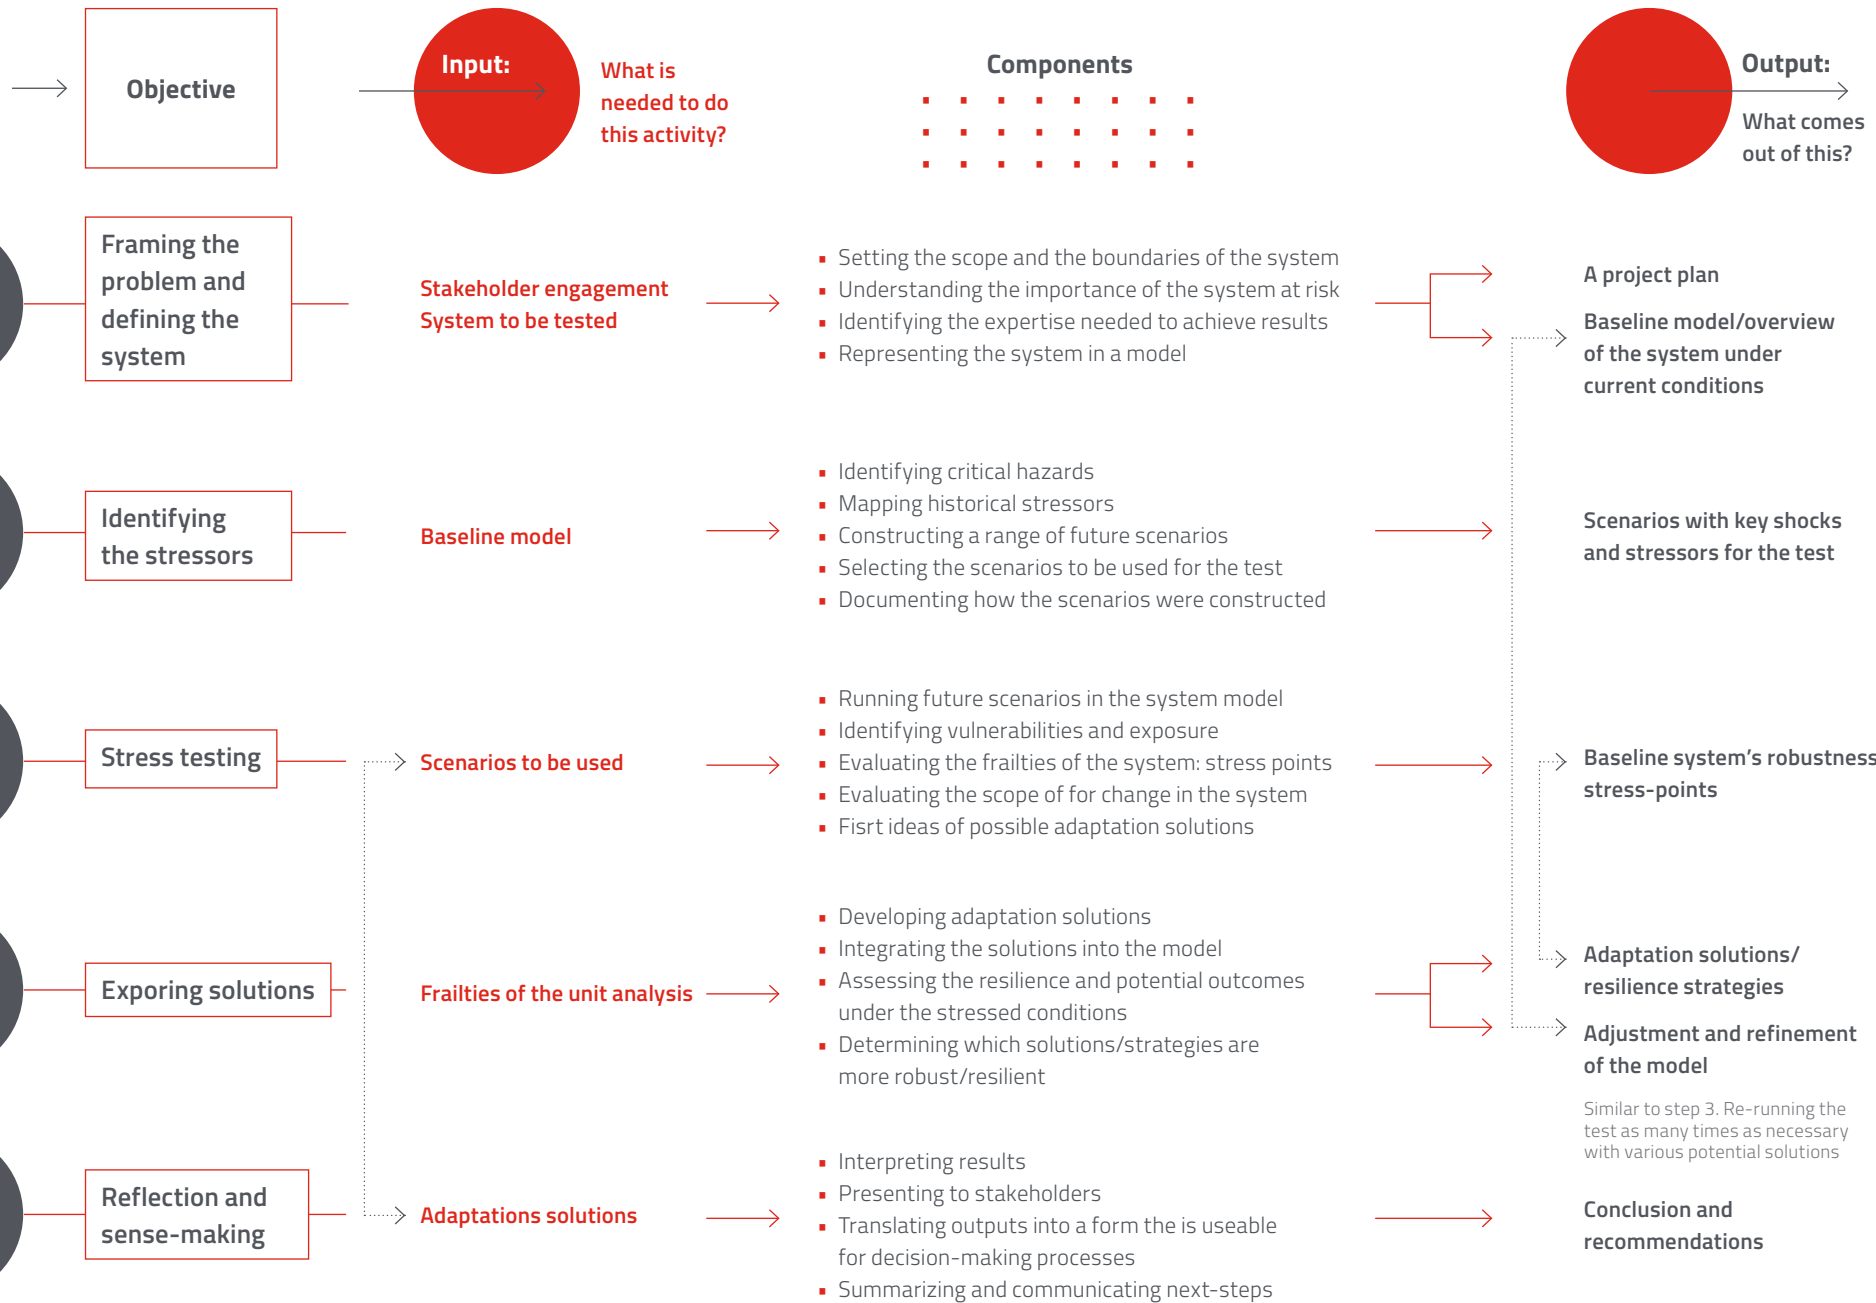 Objective
Input:
What is
needed to do
this activity?
Components
Output:
What comes
out of this?
Framing the
problem and
defining the
system
Stakeholder engagement
System to be tested
Setting the scope and the boundaries of the system
Understanding the importance of the system at risk
Identifying the expertise needed to achieve results
Representing the system in a model
A project plan
Baseline model/overview
of the system under
current conditions
Identifying
the stressors
Baseline model
Identifying critical hazards
Mapping historical stressors
Constructing a range of future scenarios
Selecting the scenarios to be used for the test
Documenting how the scenarios were constructed
Scenarios with key shocks
and stressors for the test
Stress testing
Scenarios to be used
Running future scenarios in the system model
Identifying vulnerabilities and exposure
Evaluating the frailties of the system: stress points
Evaluating the scope of for change in the system
Fisrt ideas of possible adaptation solutions
Baseline system's robustness
stress-points
Exporing solutions
Frailties of the unit analysis
Developing adaptation solutions
Integrating the solutions into the model
Assessing the resilience and potential outcomes
under the stressed conditions
Determining which solutions/strategies are
more robust/resilient
Adaptation solutions/
resilience strategies
Adjustment and refinement
of the model
Similar to step 3. Re-running the
test as many times as necessary
with various potential solutions
Reflection and
sense-making
Adaptations solutions
Interpreting results
Presenting to stakeholders
Translating outputs into a form the is useable
for decision-making processes
Summarizing and communicating next-steps
Conclusion and
recommendations